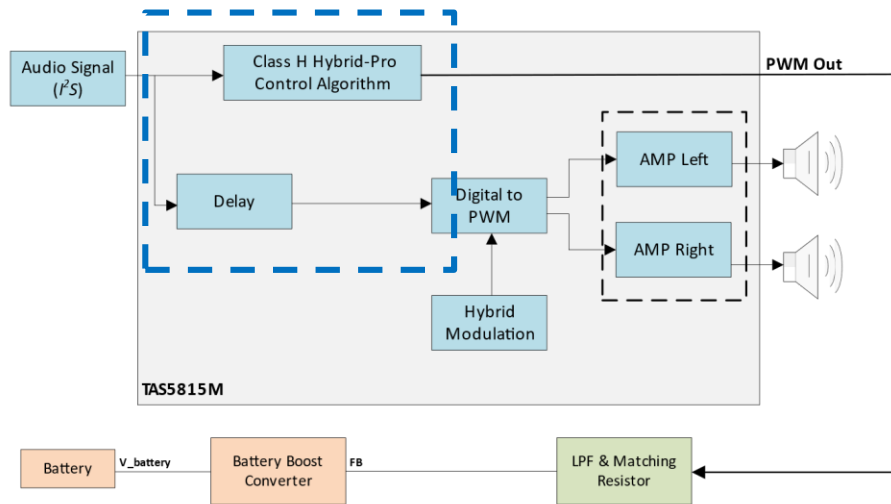 Audio Signal
(I²S)
Class H Hybrid-Pro
Control Algorithm
PWM Out
AMP Left
Delay
Digital to
PWM
AMP Right
Hybrid
Modulation
TAS5815M
Battery
V_battery
Battery Boost
Converter
FB
LPF & Matching
Resistor